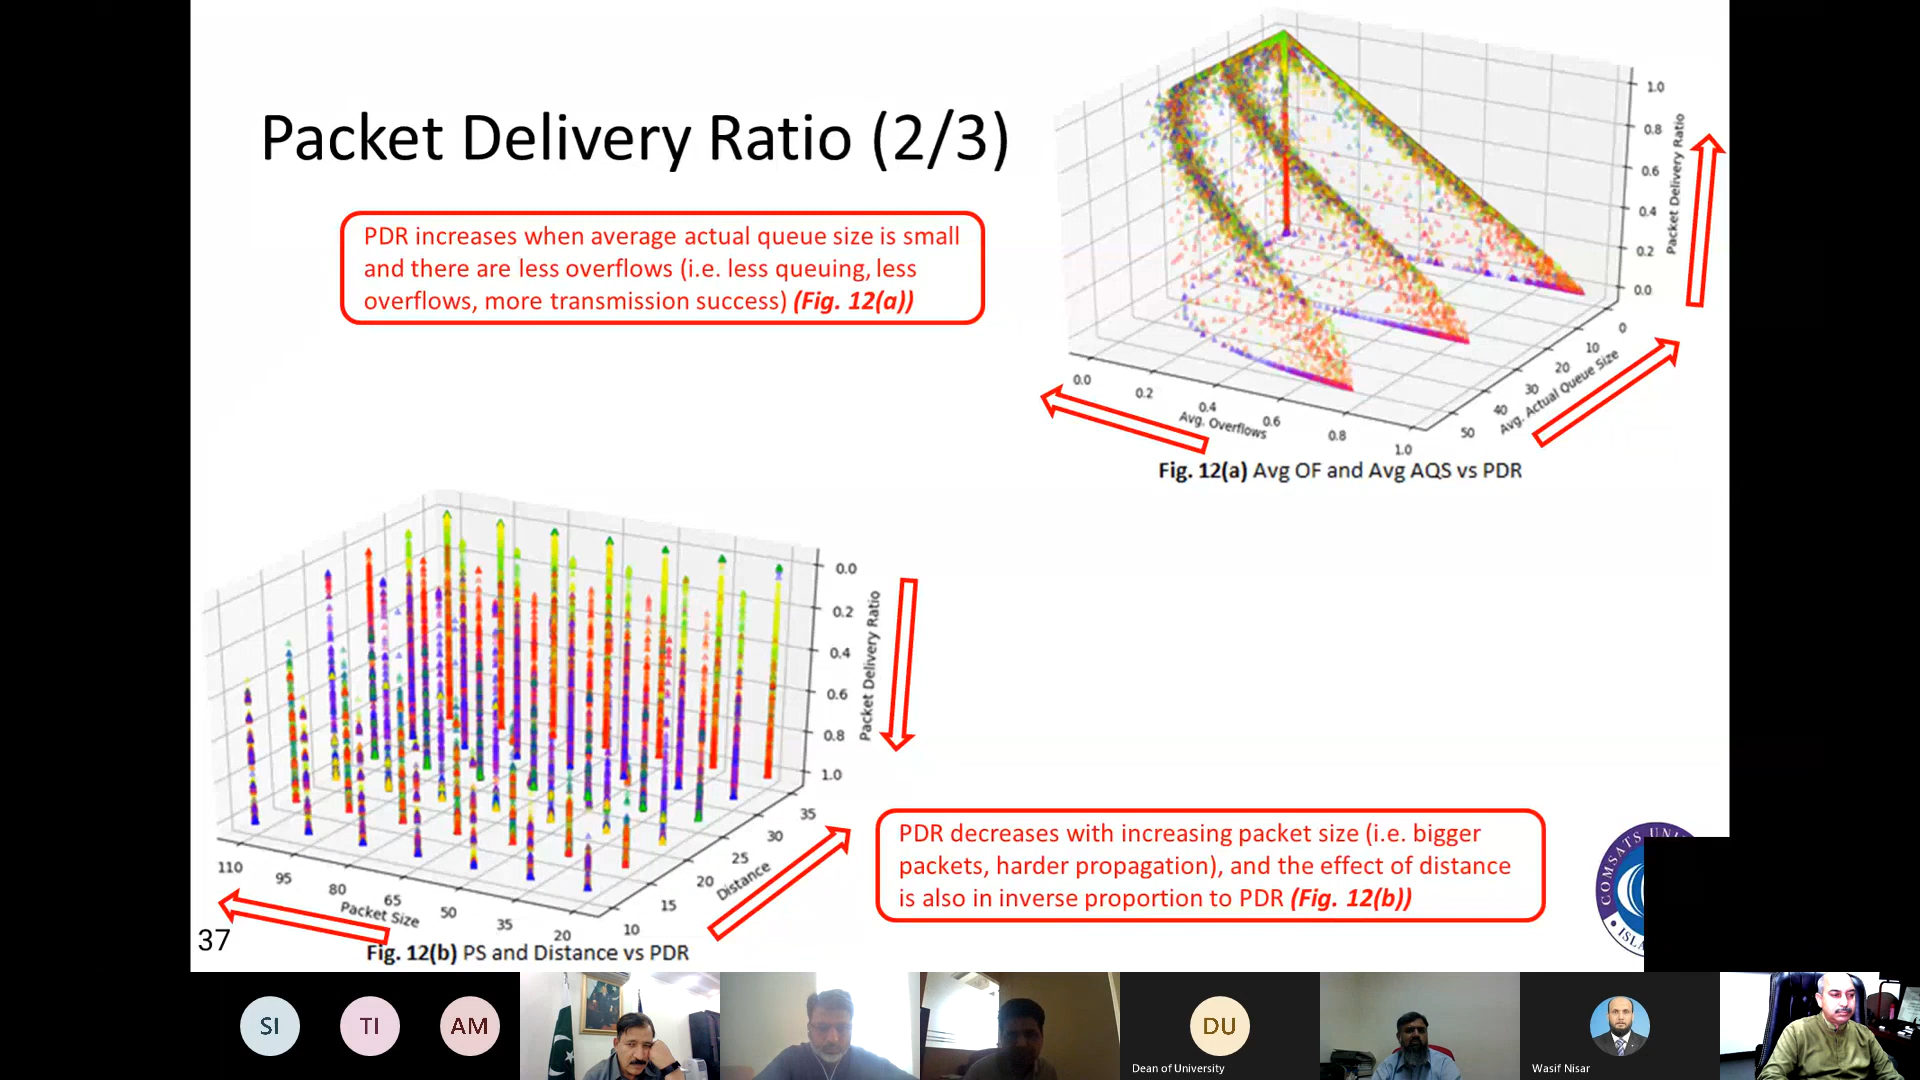 Packet Delivery Ratio (2/3)
PDR increases when average actual queue size is small
and there are less overflows (i.e. less queuing, less
overflows, more transmission success) (Fig. 12(a))
1.0
0.8
0.6
0.4
0.2
0.0
Packet Delivery Ratio
0
10
20
30
40
50
Avg. Actual Queue Size
0.0
0.2
0.4
0.6
0.8
1.0
Avg. Overflows
Fig. 12(a) Avg OF and Avg AQS vs PDR
0.0
0.2
0.4
0.6
0.8
1.0
Packet Delivery Ratio
35
30
25
20
15
10
Distance
110
95
80
65
50
35
20
Packet Size
Fig. 12(b) PS and Distance vs PDR
PDR decreases with increasing packet size (i.e. bigger
packets, harder propagation), and the effect of distance
is also in inverse proportion to PDR (Fig. 12(b))
37
COMSATS UNI
ISLA
SI
TI
AM
DU
Dean of University
Wasif Nisar